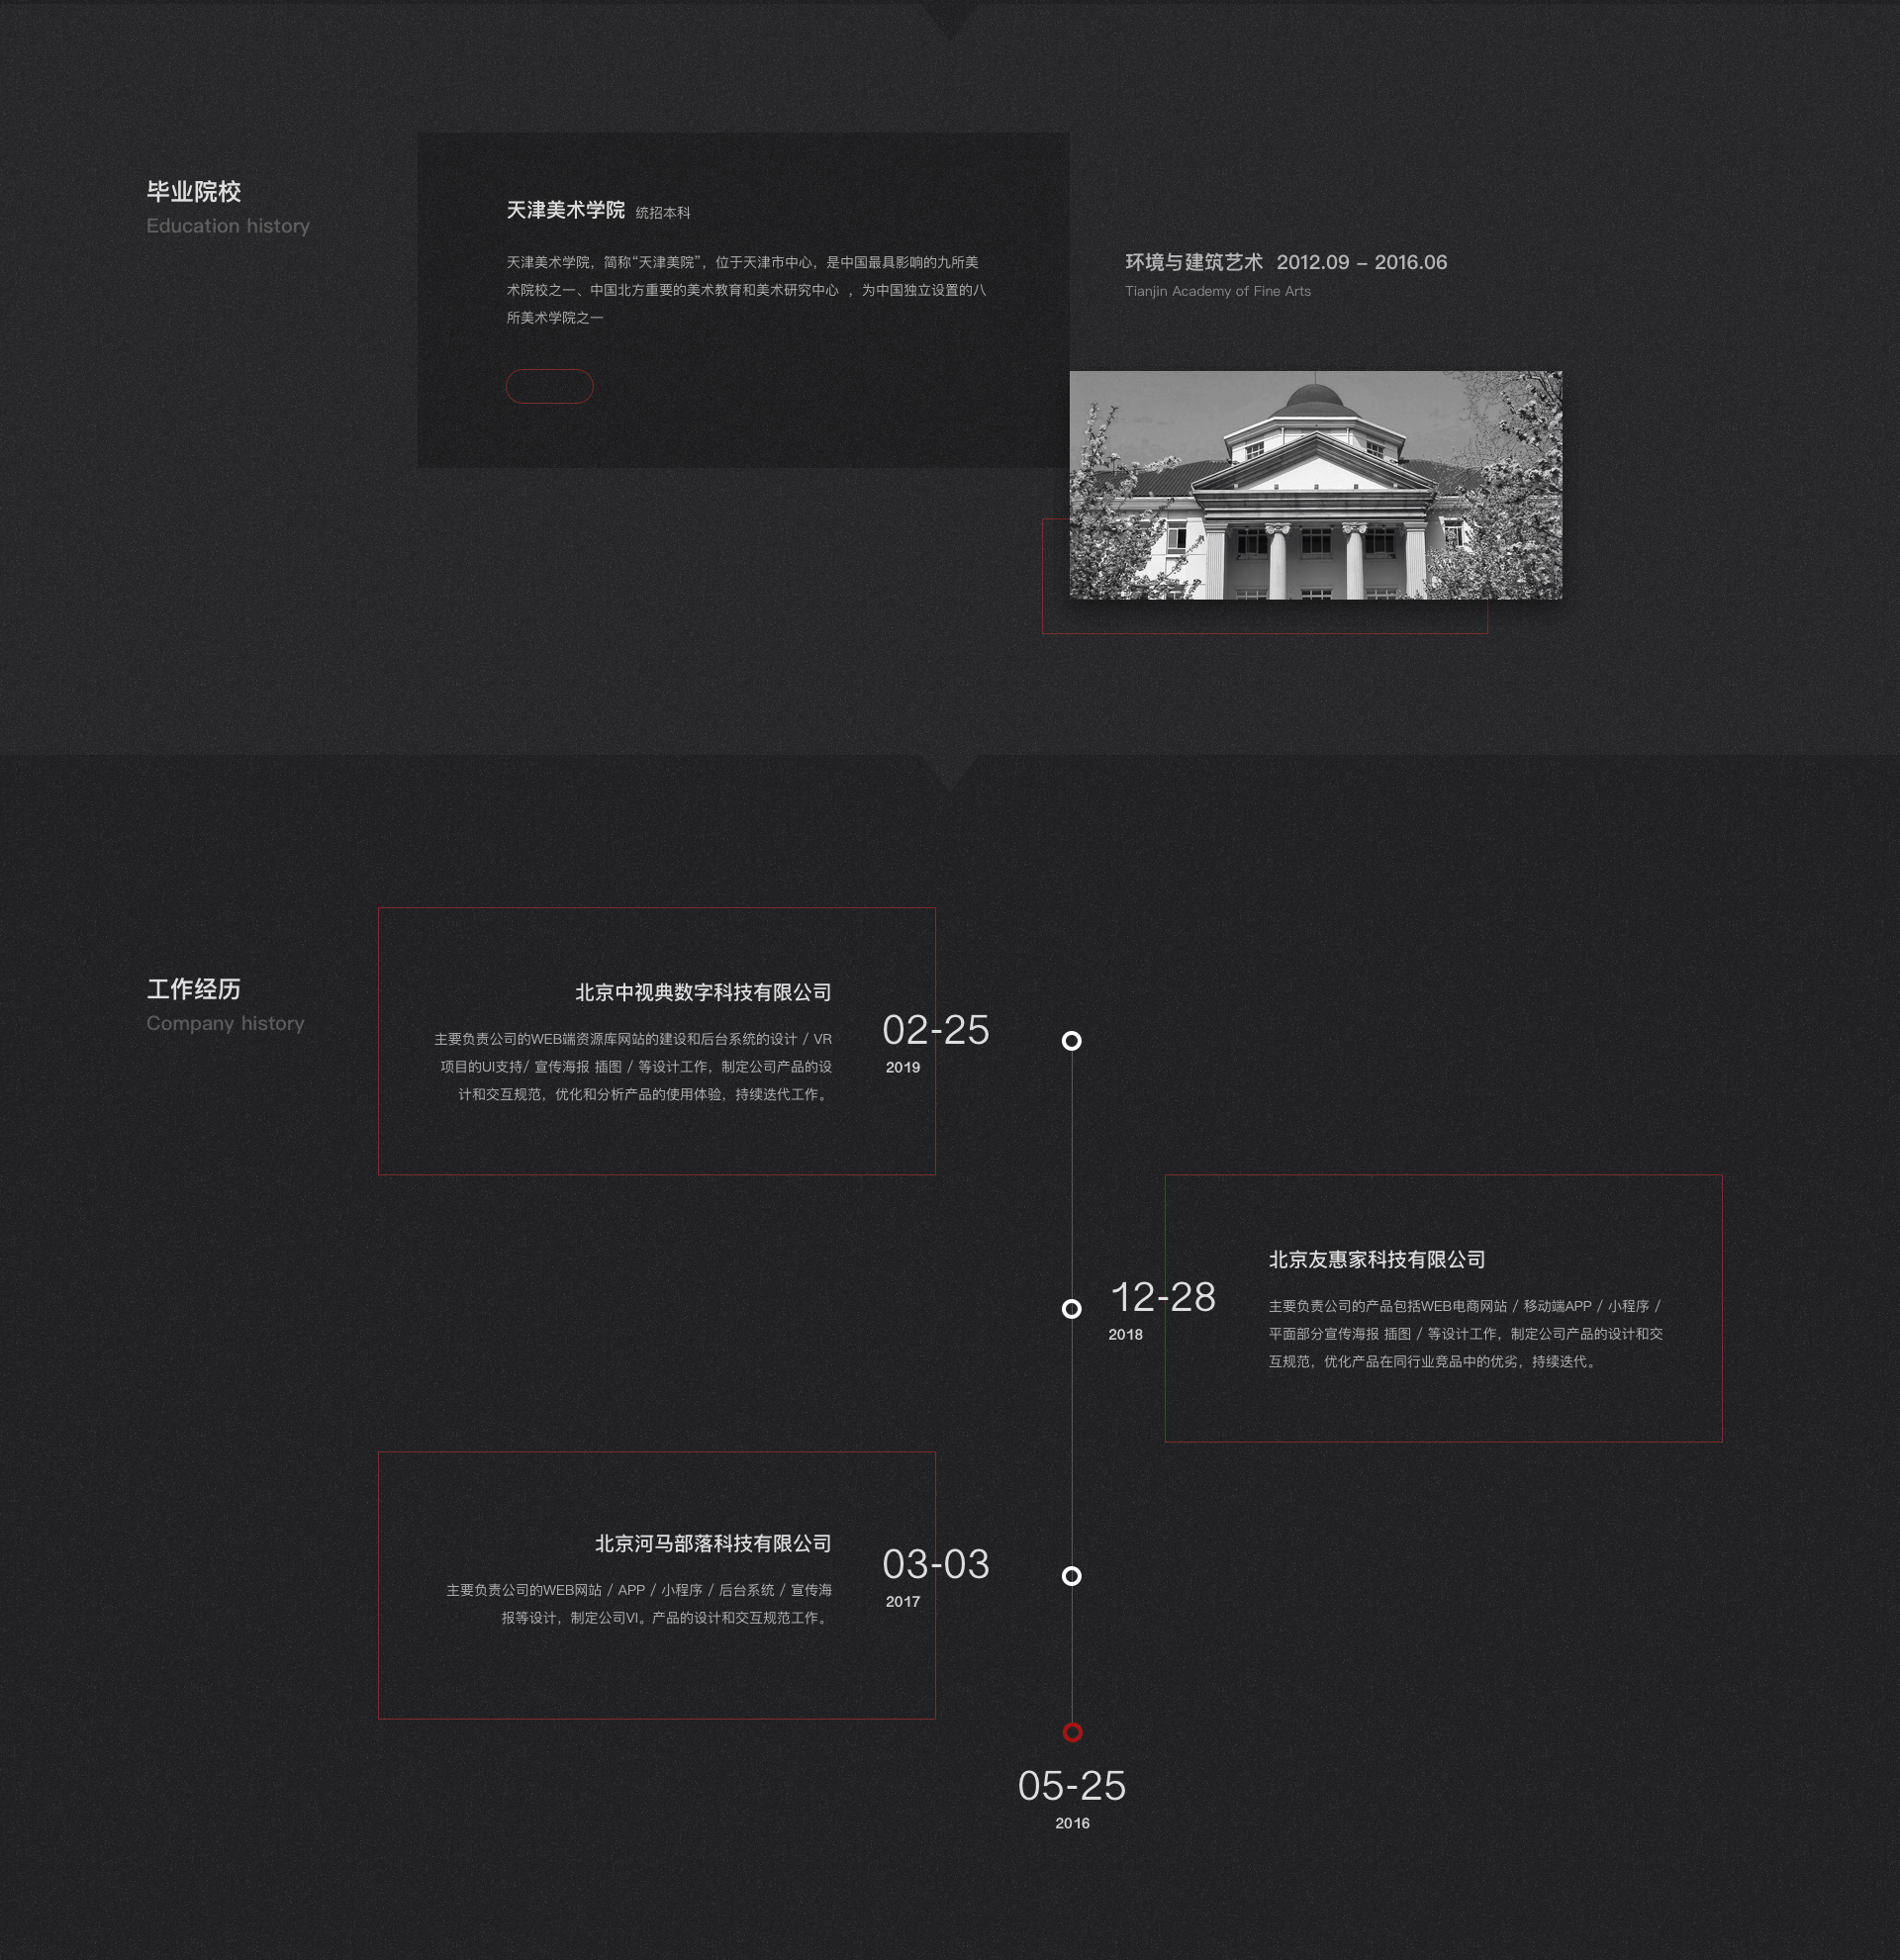 毕业院校
Education history
天津美术学院 统招本科
天津美术学院，简称“天津美院”，位于天津市中心，是中国最具影响的九所美
术院校之一、中国北方重要的美术教育和美术研究中心 ，为中国独立设置的八
所美术学院之一
环境与建筑艺术 2012.09 – 2016.06
Tianjin Academy of Fine Arts
工作经历
Company history
北京中视典数字科技有限公司
主要负责公司的WEB端资源库网站的建设和后台系统的设计 / VR
项目的UI支持/ 宣传海报 插图 / 等设计工作，制定公司产品的设
计和交互规范，优化和分析产品的使用体验，持续迭代工作。
02-25
2019
12-28
2018
北京友惠家科技有限公司
主要负责公司的产品包括WEB电商网站 / 移动端APP / 小程序 /
平面部分宣传海报 插图 / 等设计工作，制定公司产品的设计和交
互规范，优化产品在同行业竞品中的优劣，持续迭代。
北京河马部落科技有限公司
主要负责公司的WEB网站 / APP / 小程序 / 后台系统 / 宣传海
报等设计，制定公司VI。产品的设计和交互规范工作。
03-03
2017
05-25
2016